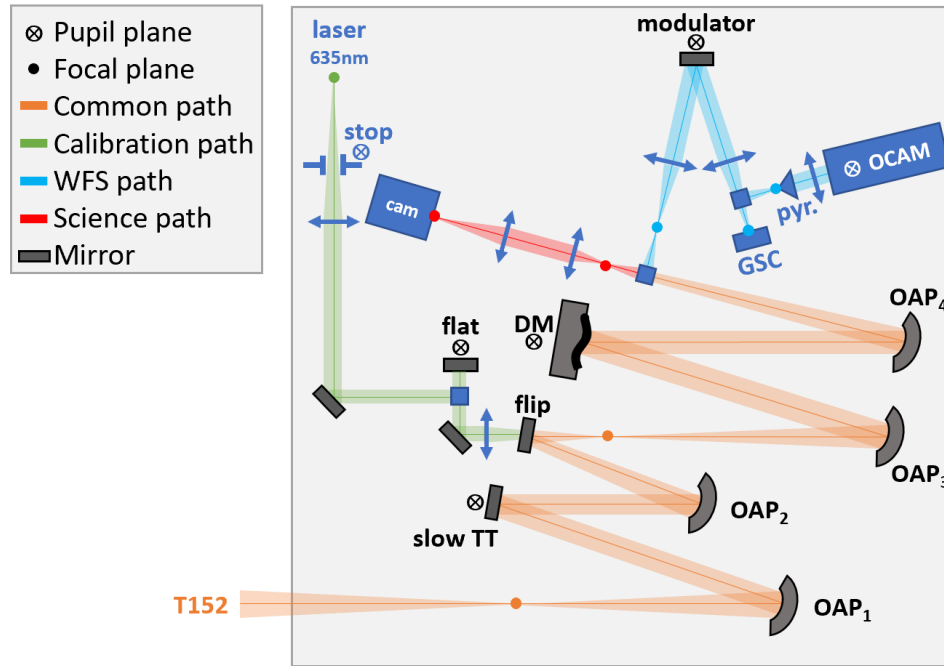 Pupil plane
Focal plane
Common path
Calibration path
WFS path
Science path
Mirror
laser
635nm
stop
cam
modulator
OCAM
pyr.
GSC
OAP4
DM
flat
flip
OAP3
OAP2
slow TT
T152
OAP1